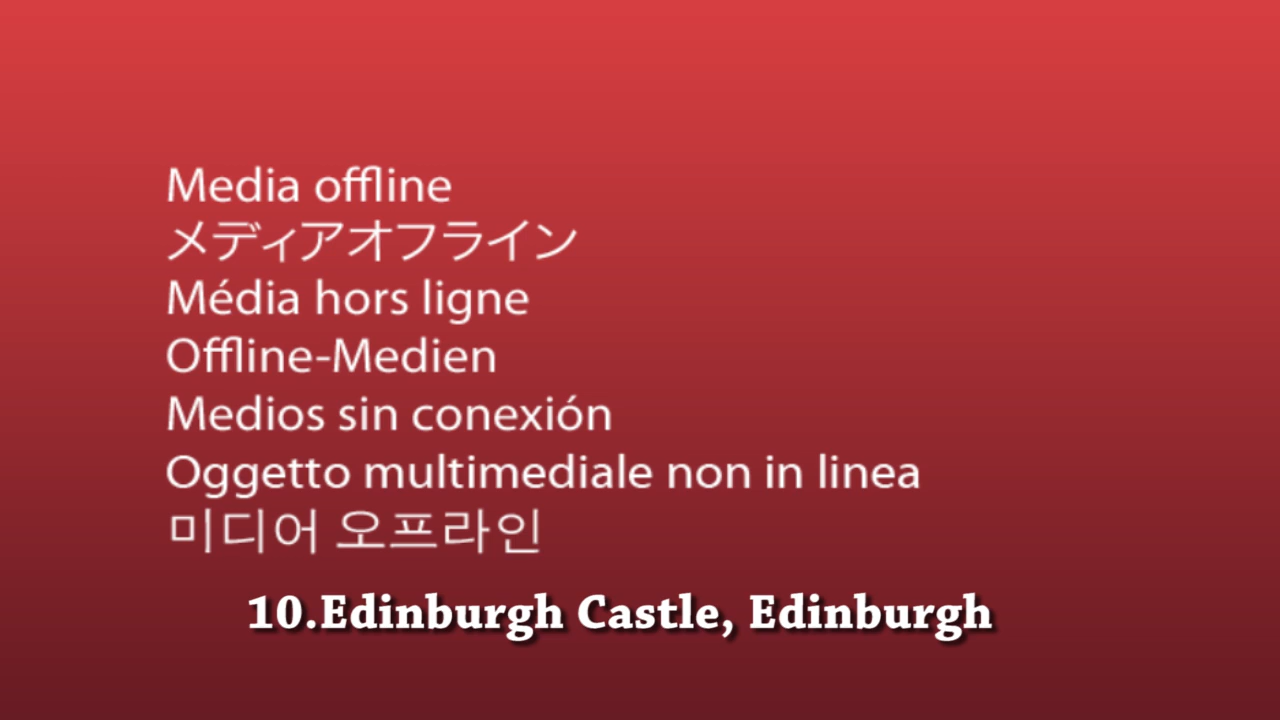 Media offline
メディアオフライン
Média hors ligne
Offline-Medien
Medios sin conexión
Oggetto multimediale non in linea
미디어 오프라인
10.Edinburgh Castle, Edinburgh